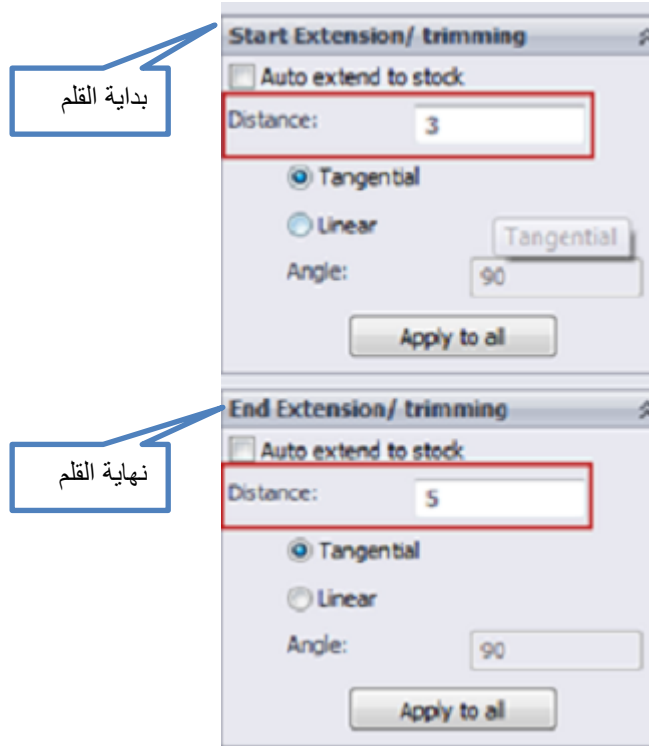 Start Extension/ trimming
بداية القلم
Auto extend to stock
Distance: 3
Tangential
Linear
Tangential
Angle: 90
Apply to all
End Extension/ trimming
نهاية القلم
Auto extend to stock
Distance: 5
Tangential
Linear
Angle: 90
Apply to all